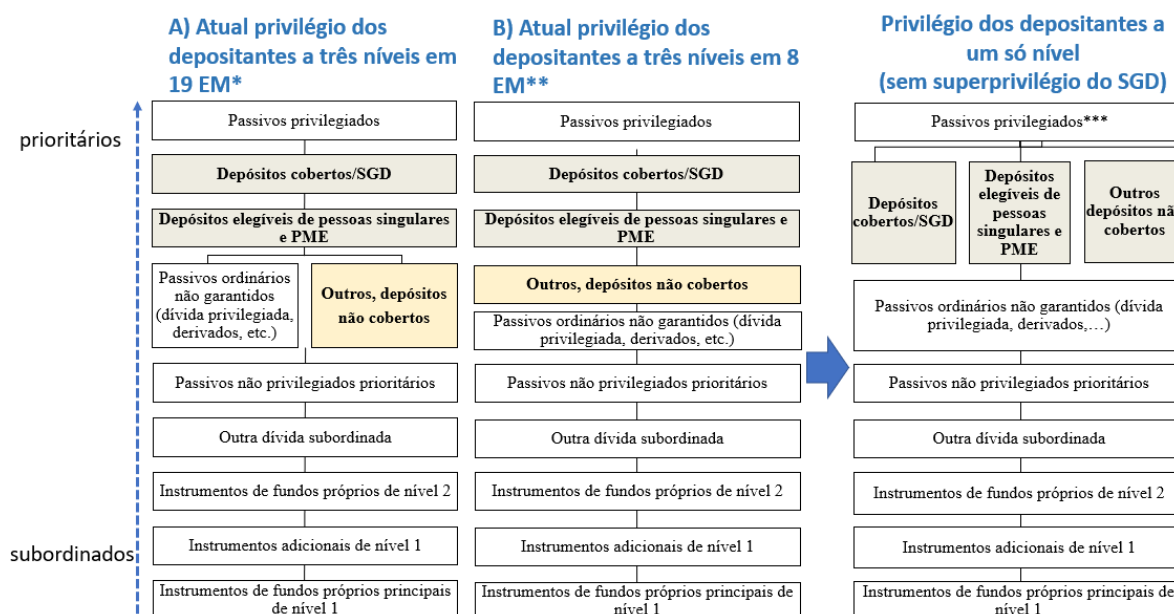 A) Atual privilégio dos
depositantes a três níveis em
19 EM*
B) Atual privilégio dos
depositantes a três níveis em 8
EM**
Privilégio dos depositantes a
um só nível
(sem superprivilégio do SGD)
prioritários
subordinados
Passivos privilegiados
Depósitos cobertos/SGD
Depósitos elegíveis de pessoas singulares
e PME
Passivos ordinários
não garantidos
(dívida privilegiada,
derivados, etc.)
Outros, depósitos
não cobertos
Passivos não privilegiados prioritários
Outra dívida subordinada
Instrumentos de fundos próprios de nível 2
Instrumentos adicionais de nível 1
Instrumentos de fundos próprios principais
de nível 1
Passivos privilegiados
Depósitos cobertos/SGD
Depósitos elegíveis de pessoas singulares e
PME
Outros, depósitos não cobertos
Passivos ordinários não garantidos (dívida
privilegiada, derivados, etc.)
Passivos não privilegiados prioritários
Outra dívida subordinada
Instrumentos de fundos próprios de nível 2
Instrumentos adicionais de nível 1
Instrumentos de fundos próprios principais de
nível 1
Passivos privilegiados***
Depósitos
cobertos/SGD
Depósitos
elegíveis de
pessoas
singulares e
PME
Outros
depósitos não
cobertos
Passivos ordinários não garantidos (dívida
privilegiada, derivados,…)
Passivos não privilegiados prioritários
Outra dívida subordinada
Instrumentos de fundos próprios de nível 2
Instrumentos adicionais de nível 1
Instrumentos de fundos próprios principais de
nível 1